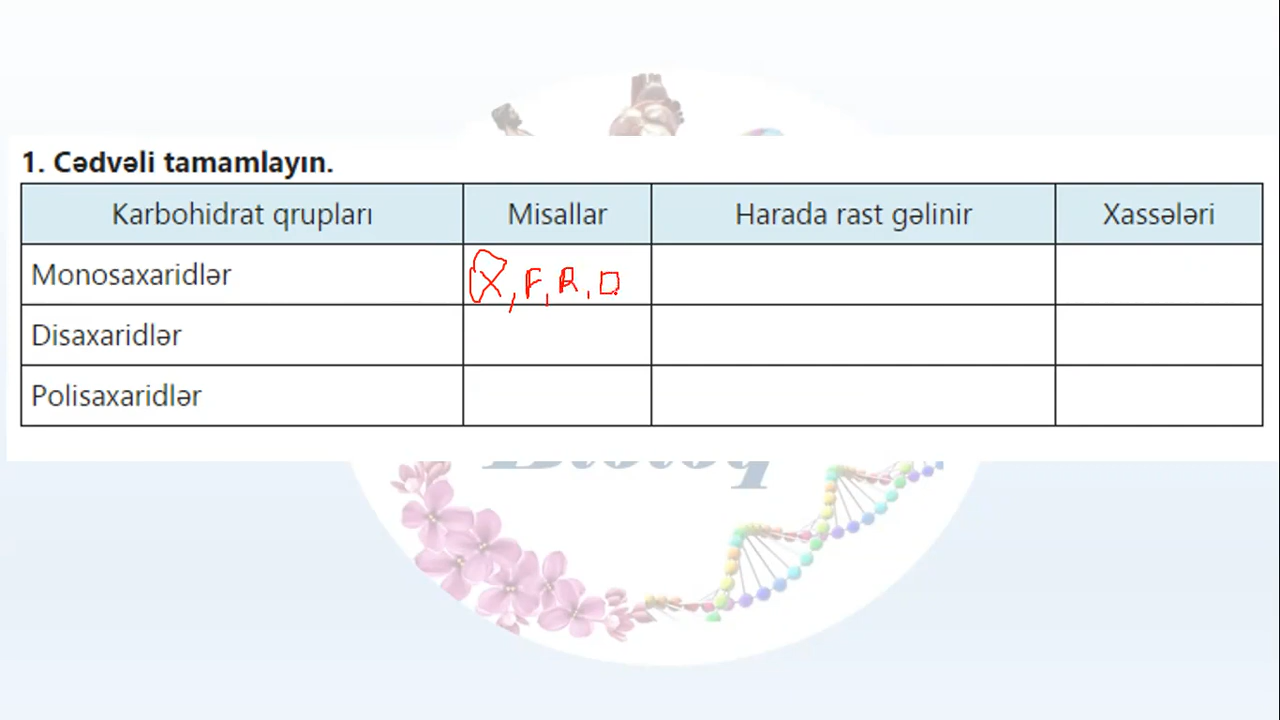 1. Cədvəli tamamlayın.
Karbohidrat qrupları Misallar Harada rast gəlinir Xassələri
Monosaxaridlər X, F, R, D
Disaxaridlər
Polisaxaridlər